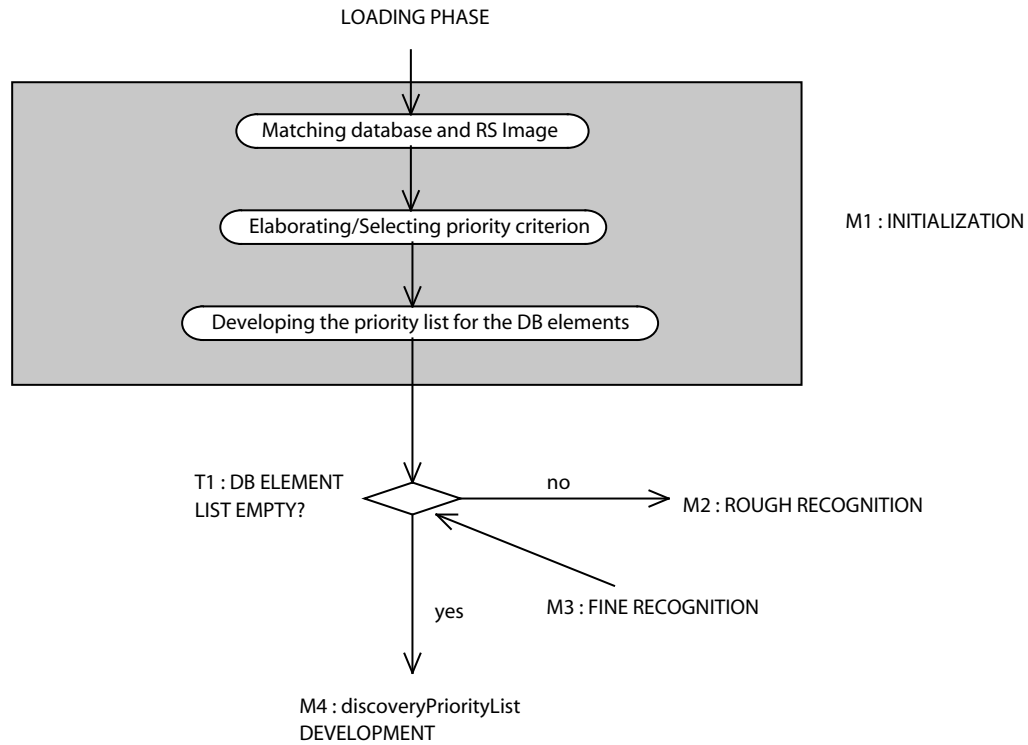 LOADING PHASE
Matching database and RS Image
Elaborating/Selecting priority criterion
M1 : INITIALIZATION
Developing the priority list for the DB elements
T1 : DB ELEMENT
LIST EMPTY?
no
M2 : ROUGH RECOGNITION
M3 : FINE RECOGNITION
yes
M4 : discoveryPriorityList
DEVELOPMENT